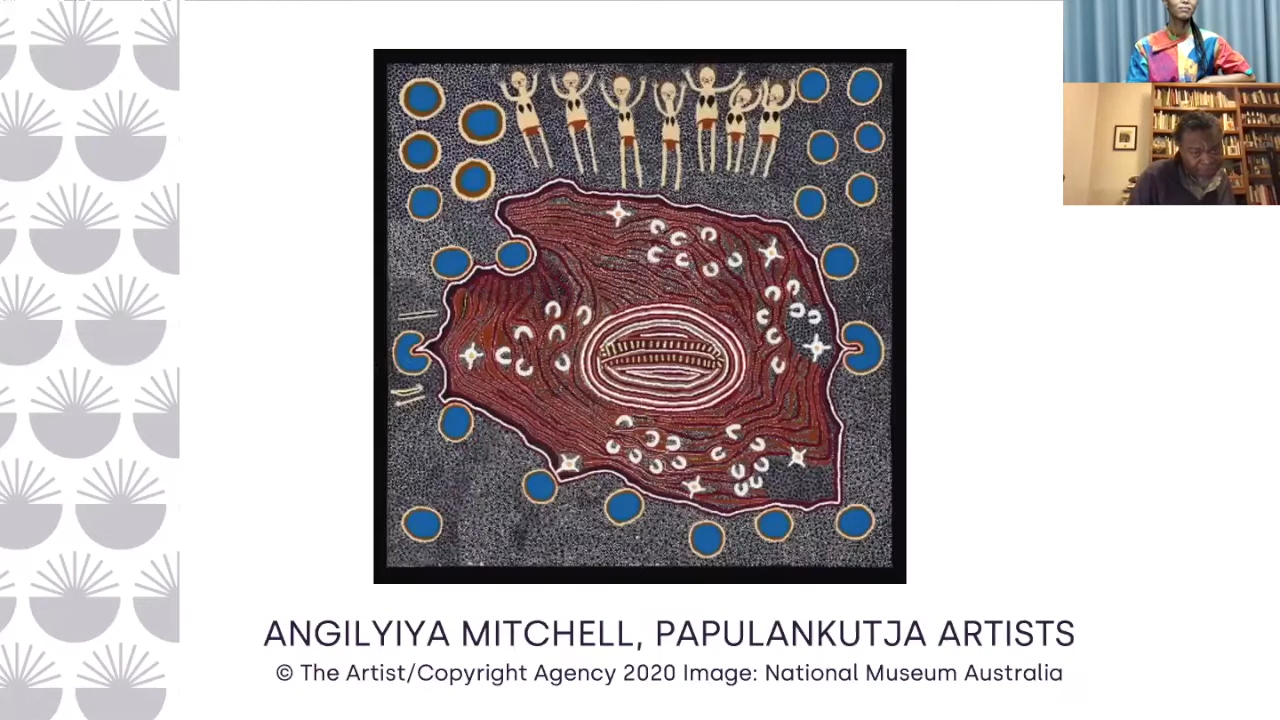 ANGILYIYA MITCHELL, PAPULANKUTJA ARTISTS
© The Artist/Copyright Agency 2020 Image: National Museum Australia